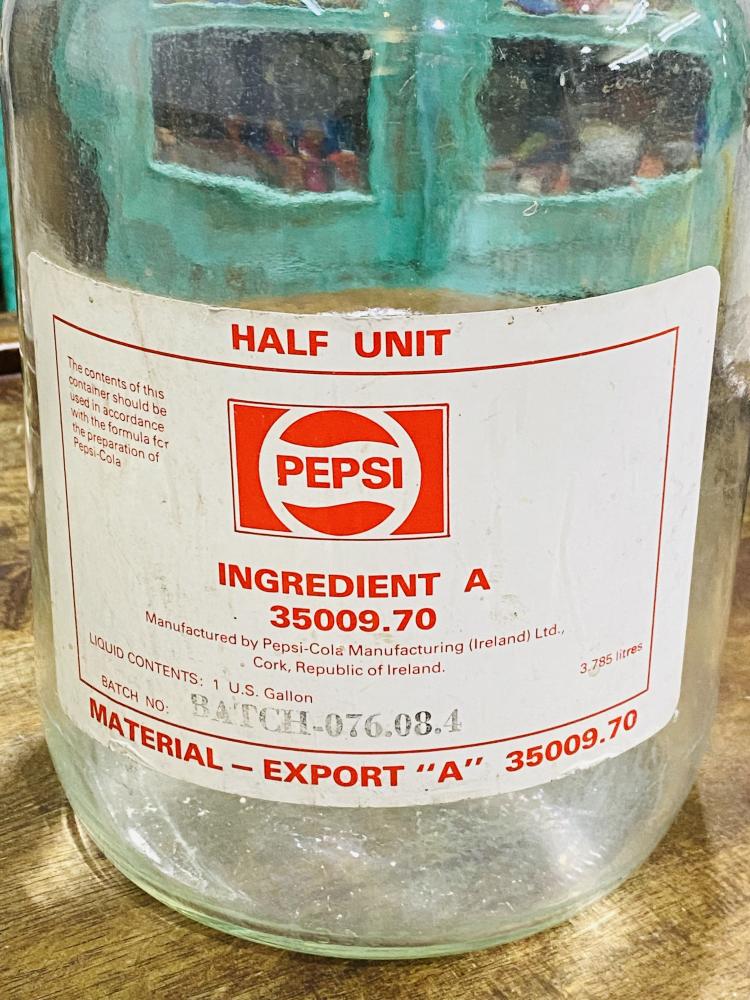 HALF UNIT
The contents of this
container should be
used in accordance
with the formula for
the preparation of
Pepsi-Cola
PEPSI
INGREDIENT A
35009.70
Manufactured by Pepsi-Cola Manufacturing (Ireland) Ltd.,
Cork, Republic of Ireland.
LIQUID CONTENTS: 1 U.S. Gallon
3.785 litres
BATCH NO: BATCH-076.08.4
MATERIAL – EXPORT "A" 35009.70